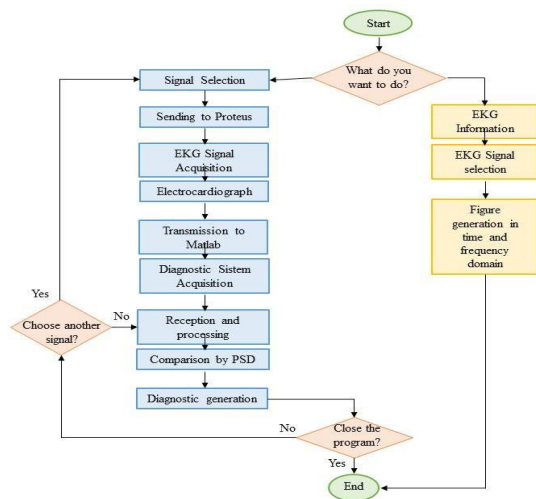 Start
What do you
want to do?
Signal Selection
Sending to Proteus
EKG Signal
Acquisition
Electrocardiograph
Transmission to
Matlab
Diagnostic Sistem
Acquisition
Reception and
processing
Comparison by PSD
Diagnostic generation
EKG
Information
EKG Signal
selection
Figure
generation in
time and
frequency
domain
Yes
Choose another
signal?
No
No
Close the
program?
Yes
End